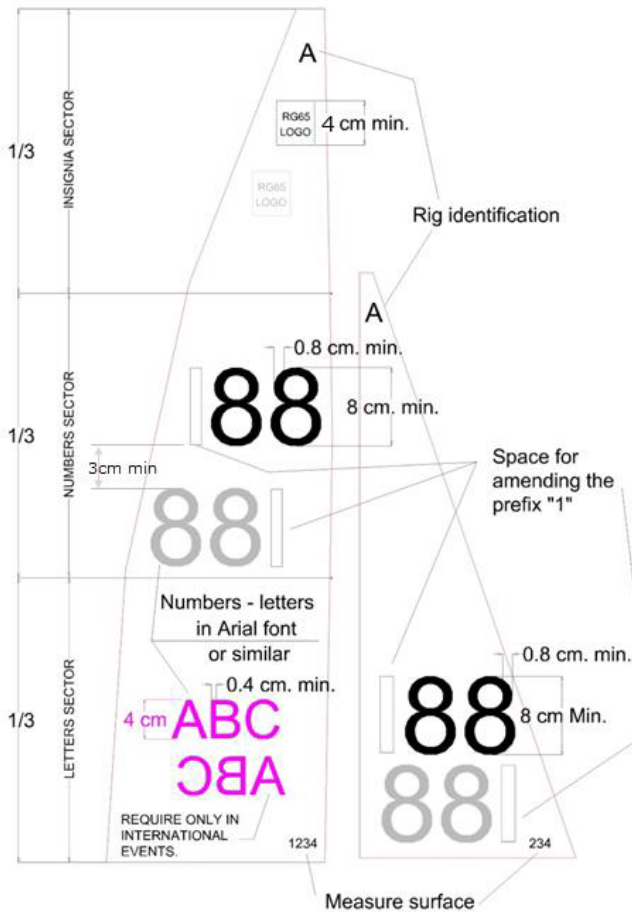 A
RG65
LOGO
4 cm min.
1/3
INSIGNIA SECTOR
RG65
LOGO
Rig identification
A
0.8 cm. min.
88
8 cm. min.
1/3
NUMBERS SECTOR
3cm min
Space for
amending the
prefix "1"
88
Numbers - letters
in Arial font
or similar
0.8 cm. min.
0.4 cm. min.
1/3
LETTERS SECTOR
4 cm
ABC
88
8 cm Min.
ABC
88
REQUIRE ONLY IN
INTERNATIONAL
EVENTS.
1234
234
Measure surface